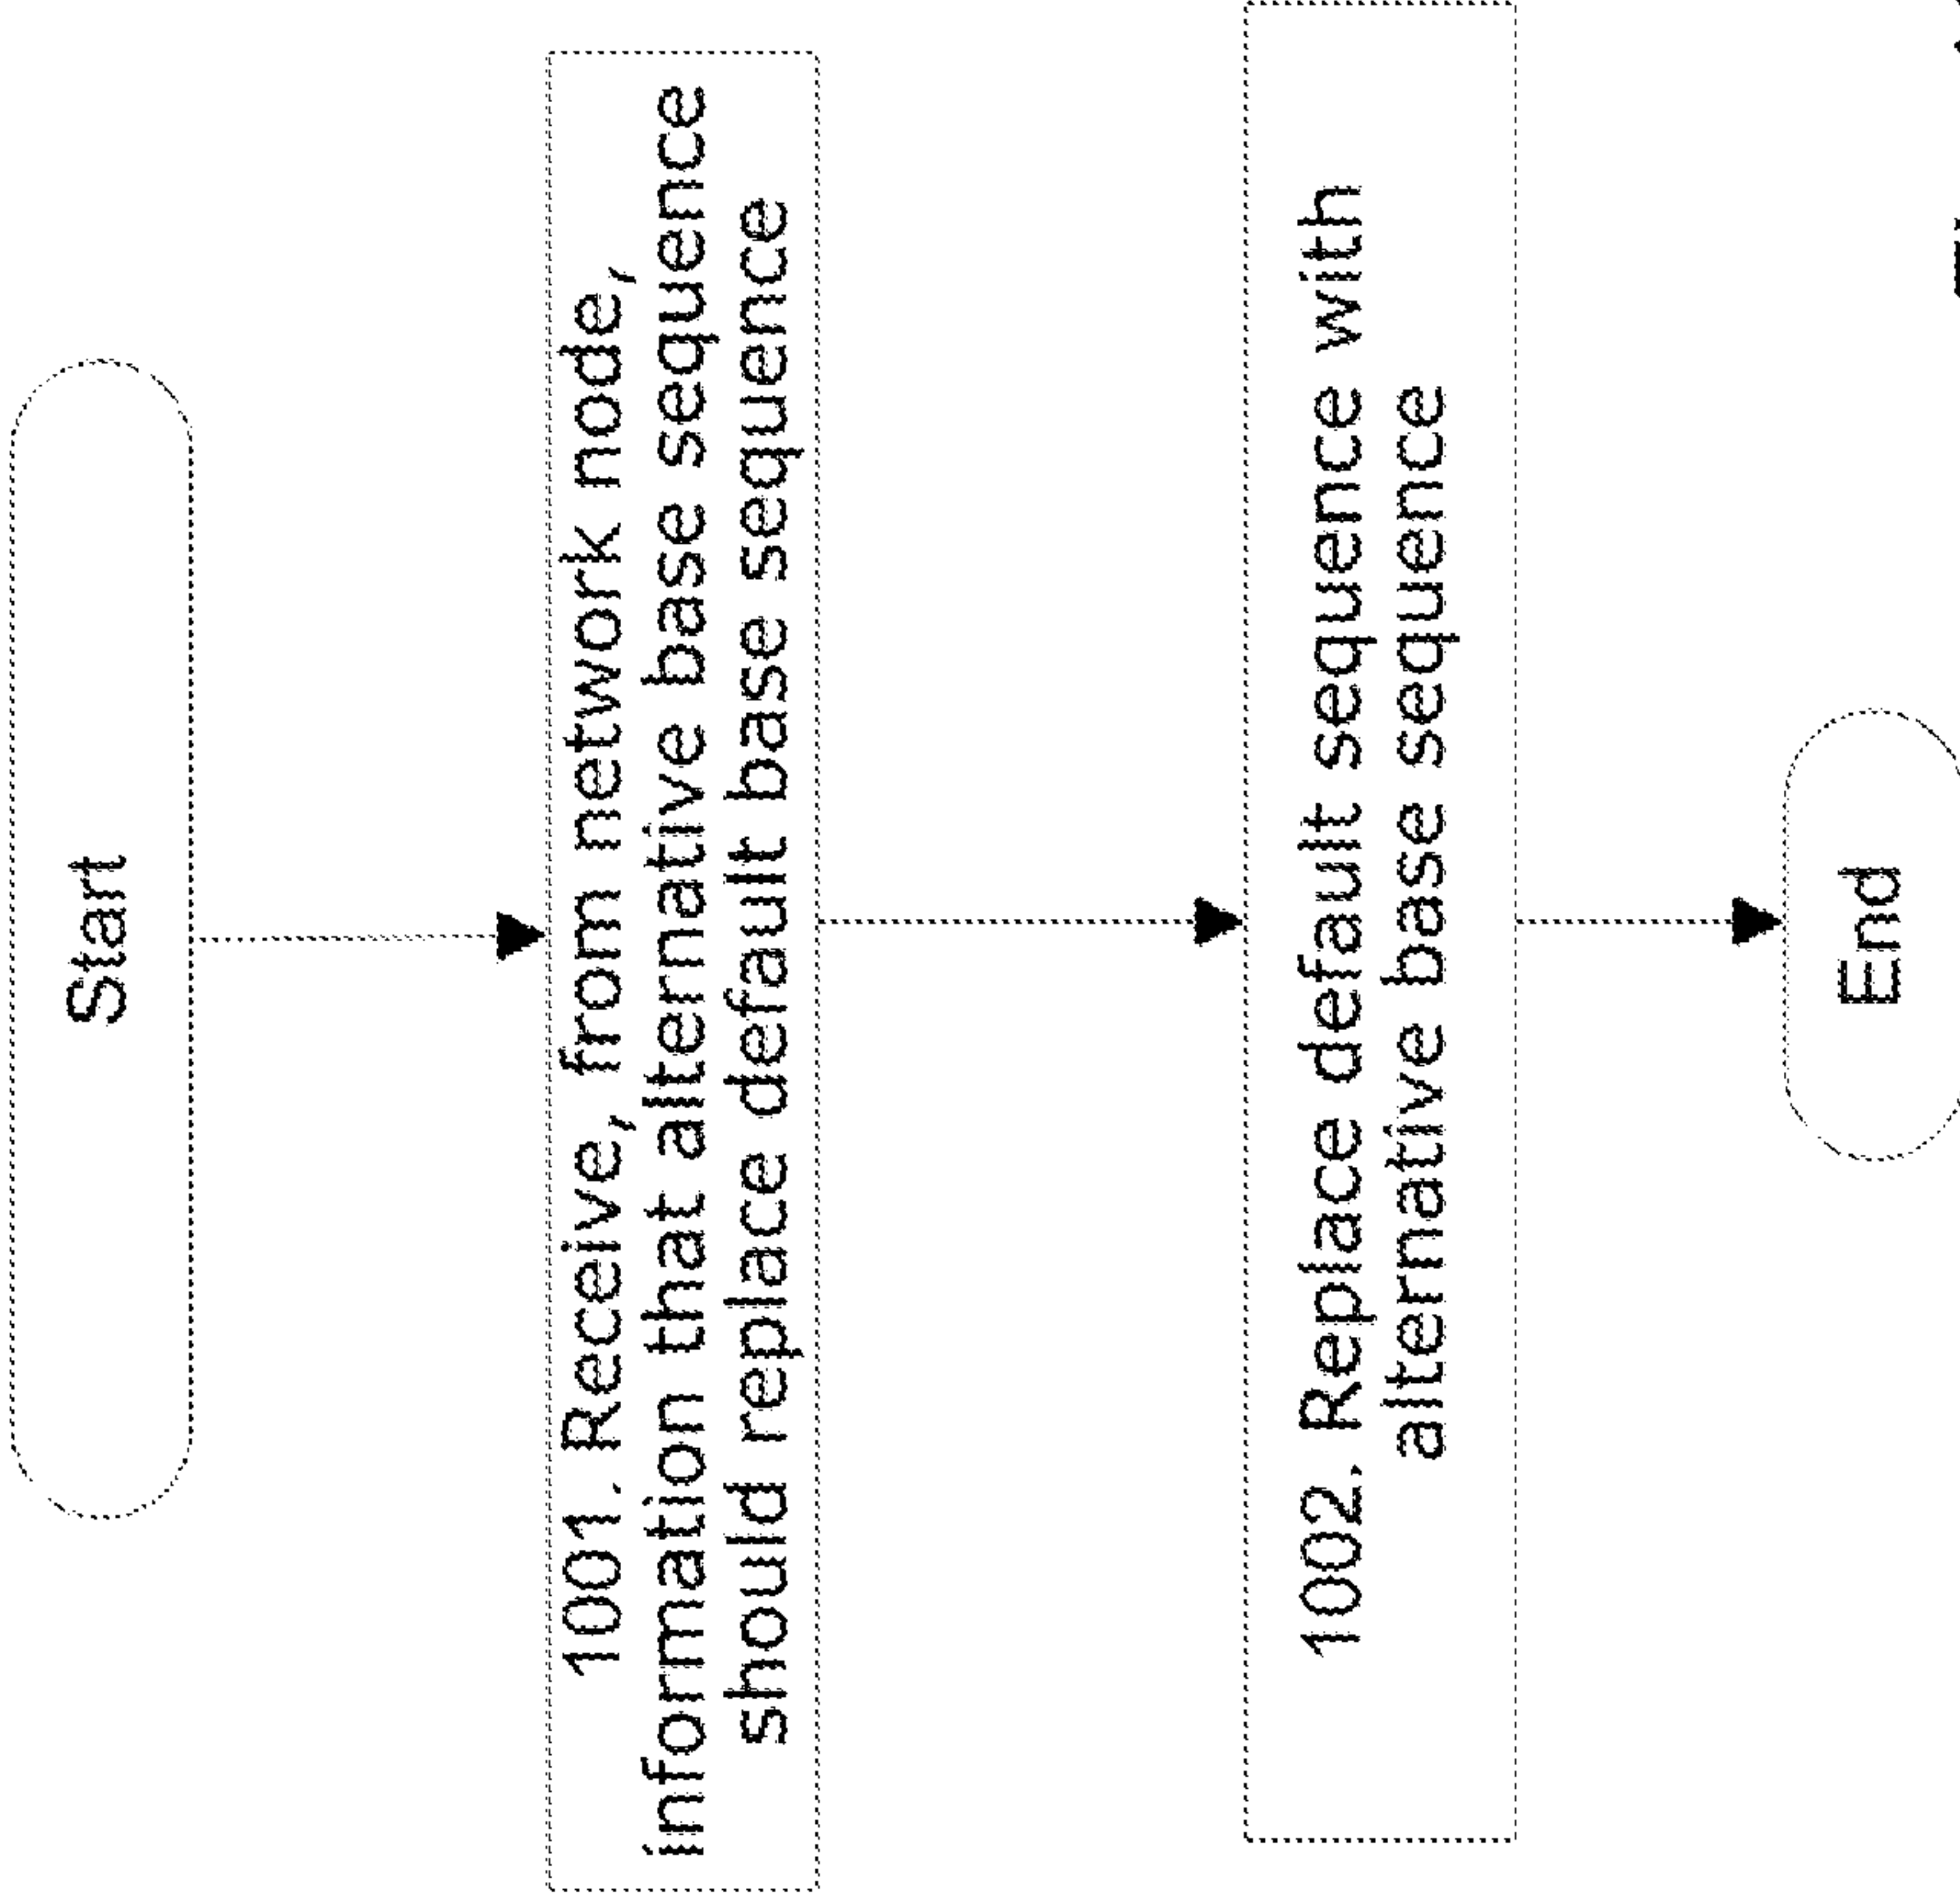 Start
1001. Receive, from network node,
information that alternative base sequence
should replace default base sequence
1002. Replace default sequence with
alternative base sequence
End